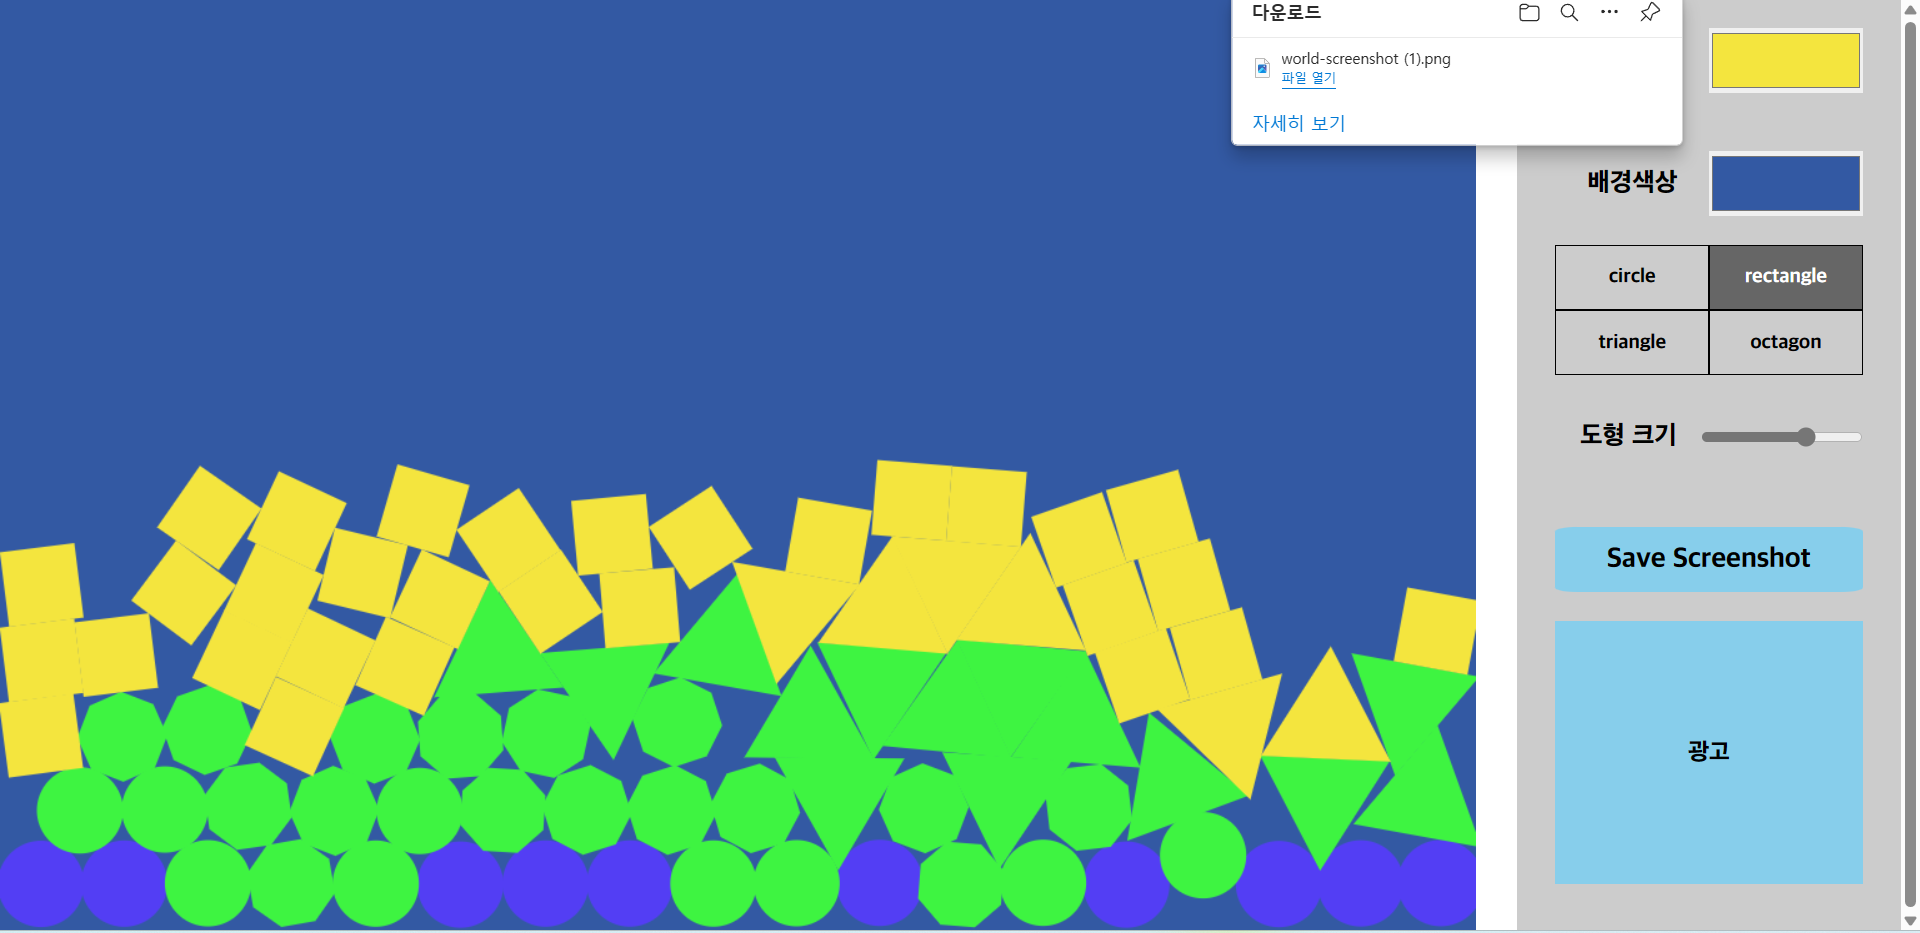 다운로드
world-screenshot (1).png
파일 열기
자세히 보기
배경색상
circle
rectangle
triangle
octagon
도형 크기
Save Screenshot
광고